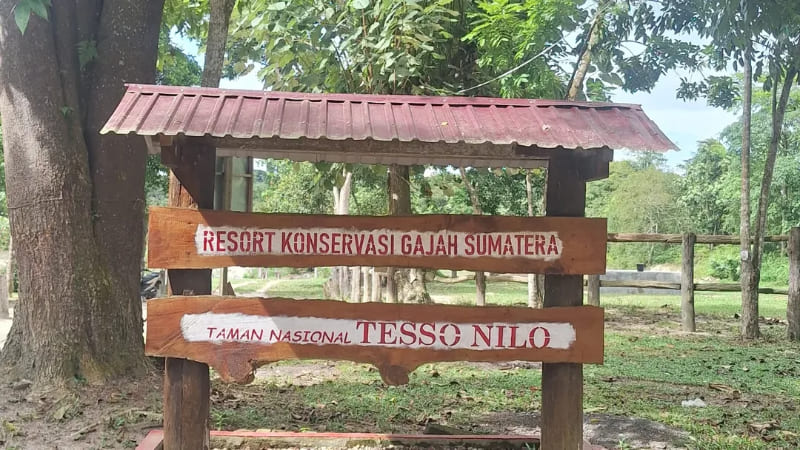 RESORT KONSERVASI GAJAH SUMATERA
TAMAN NASIONAL TESSO NILO